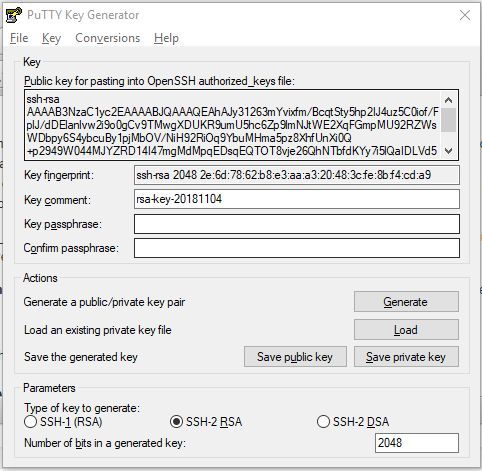 PuTTY Key Generator
File Key Conversions Help
Key
Public key for pasting into OpenSSH authorized_keys file:
ssh-rsa
AAAAB3NzaC1yc2EAAAABJQAAAQEAhAJy31263mYvixfm/BcqtSty5hp2lJ4uz5C0iof/F
pIJ/dDElanlvw2i9o0gCv9TMwgXDUKR9umU5hc6Zp9ImNJtWE2XqFGmpMU92RZWs
WDbpy6S4ybcuBy1pjMbOV/NiH92RiOq9YbuMHma5pz8XhfUnXi0Q
+p2949W044MJYZRD14I47mgMdMpqEDsqEQTOT8vje26QhNTbfdKYy7i5IQaIDLVd5
Key fingerprint: ssh-rsa 2048 2e:6d:78:62:b8:e3:aa:a3:20:48:3c:fe:8b:f4:cd:a9
Key comment: rsa-key-20181104
Key passphrase:
Confirm passphrase:
Actions
Generate a public/private key pair Generate
Load an existing private key file Load
Save the generated key Save public key Save private key
Parameters
Type of key to generate:
SSH-1 (RSA) SSH-2 RSA SSH-2 DSA
Number of bits in a generated key: 2048